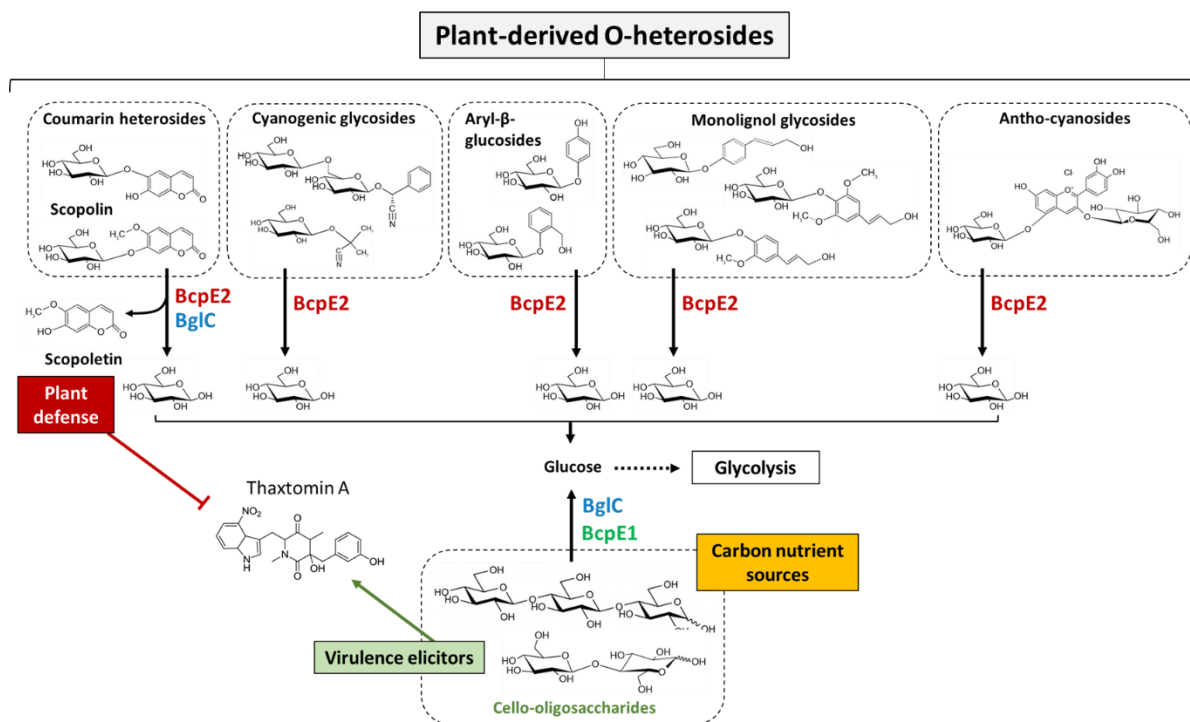 Plant-derived O-heterosides
Coumarin heterosides
Scopolin
Cyanogenic glycosides
Aryl-β-
glucosides
Monolignol glycosides
Antho-cyanosides
BcpE2
BglC
BcpE2
BcpE2
BcpE2
BcpE2
Scopoletin
Plant
defense
Glucose
Glycolysis
Thaxtomin A
BglC
BcpE1
Carbon nutrient
sources
Virulence elicitors
Cello-oligosaccharides